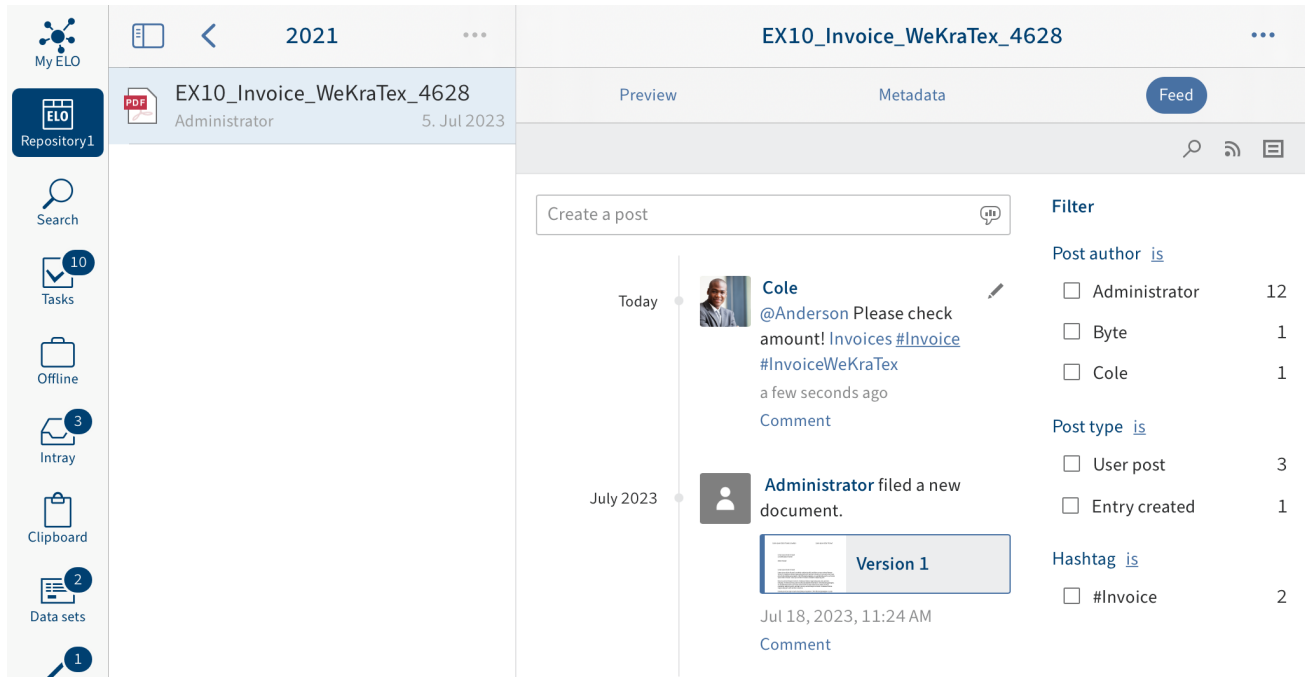 My ELO
ELO
Repository1
Search
10
Tasks
Offline
3
Intray
Clipboard
2
Data sets
1
2021
PDF
EX10_Invoice_WeKraTex_4628
Administrator 5. Jul 2023
EX10_Invoice_WeKraTex_4628
Preview Metadata Feed
Create a post
Today
Cole
@Anderson Please check
amount! Invoices #Invoice
#InvoiceWeKraTex
a few seconds ago
Comment
July 2023
Administrator filed a new
document.
Version 1
Jul 18, 2023, 11:24 AM
Comment
Filter
Post author is
Administrator 12
Byte 1
Cole 1
Post type is
User post 3
Entry created 1
Hashtag is
#Invoice 2